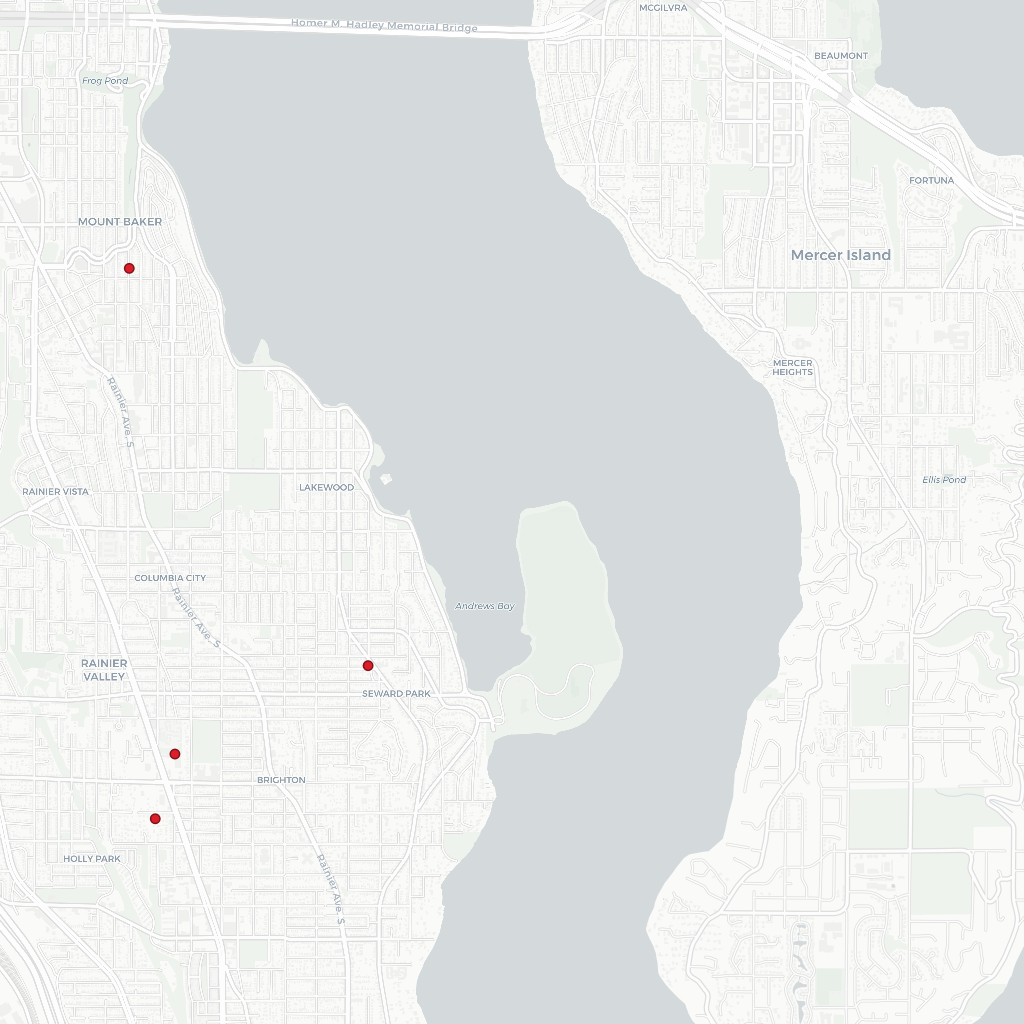 MCGILVRA
Homer M. Hadley Memorial Bridge
BEAUMONT
Frog Pond
FORTUNA
MOUNT BAKER
Mercer Island
MERCER
HEIGHTS
Rainier Ave. S
Ellis Pond
LAKEWOOD
RAINIER VISTA
COLUMBIA CITY
Andrews Bay
Rainier Ave. S
RAINIER
VALLEY
SEWARD PARK
BRIGHTON
HOLLY PARK
Rainier Ave. S